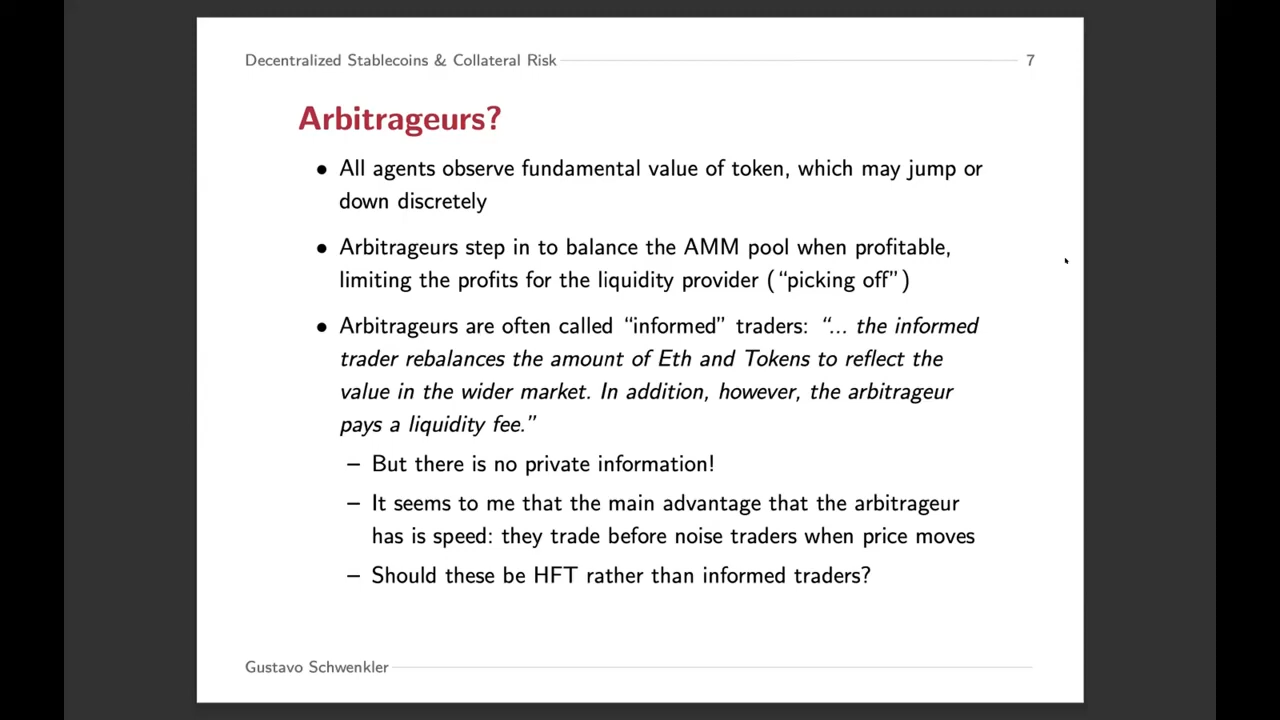 Decentralized Stablecoins & Collateral Risk 7
Arbitrageurs?
• All agents observe fundamental value of token, which may jump or
down discretely
• Arbitrageurs step in to balance the AMM pool when profitable,
limiting the profits for the liquidity provider (“picking off”)
• Arbitrageurs are often called “informed” traders: “... the informed
trader rebalances the amount of Eth and Tokens to reflect the
value in the wider market. In addition, however, the arbitrageur
pays a liquidity fee.”
– But there is no private information!
– It seems to me that the main advantage that the arbitrageur
has is speed: they trade before noise traders when price moves
– Should these be HFT rather than informed traders?
Gustavo Schwenkler